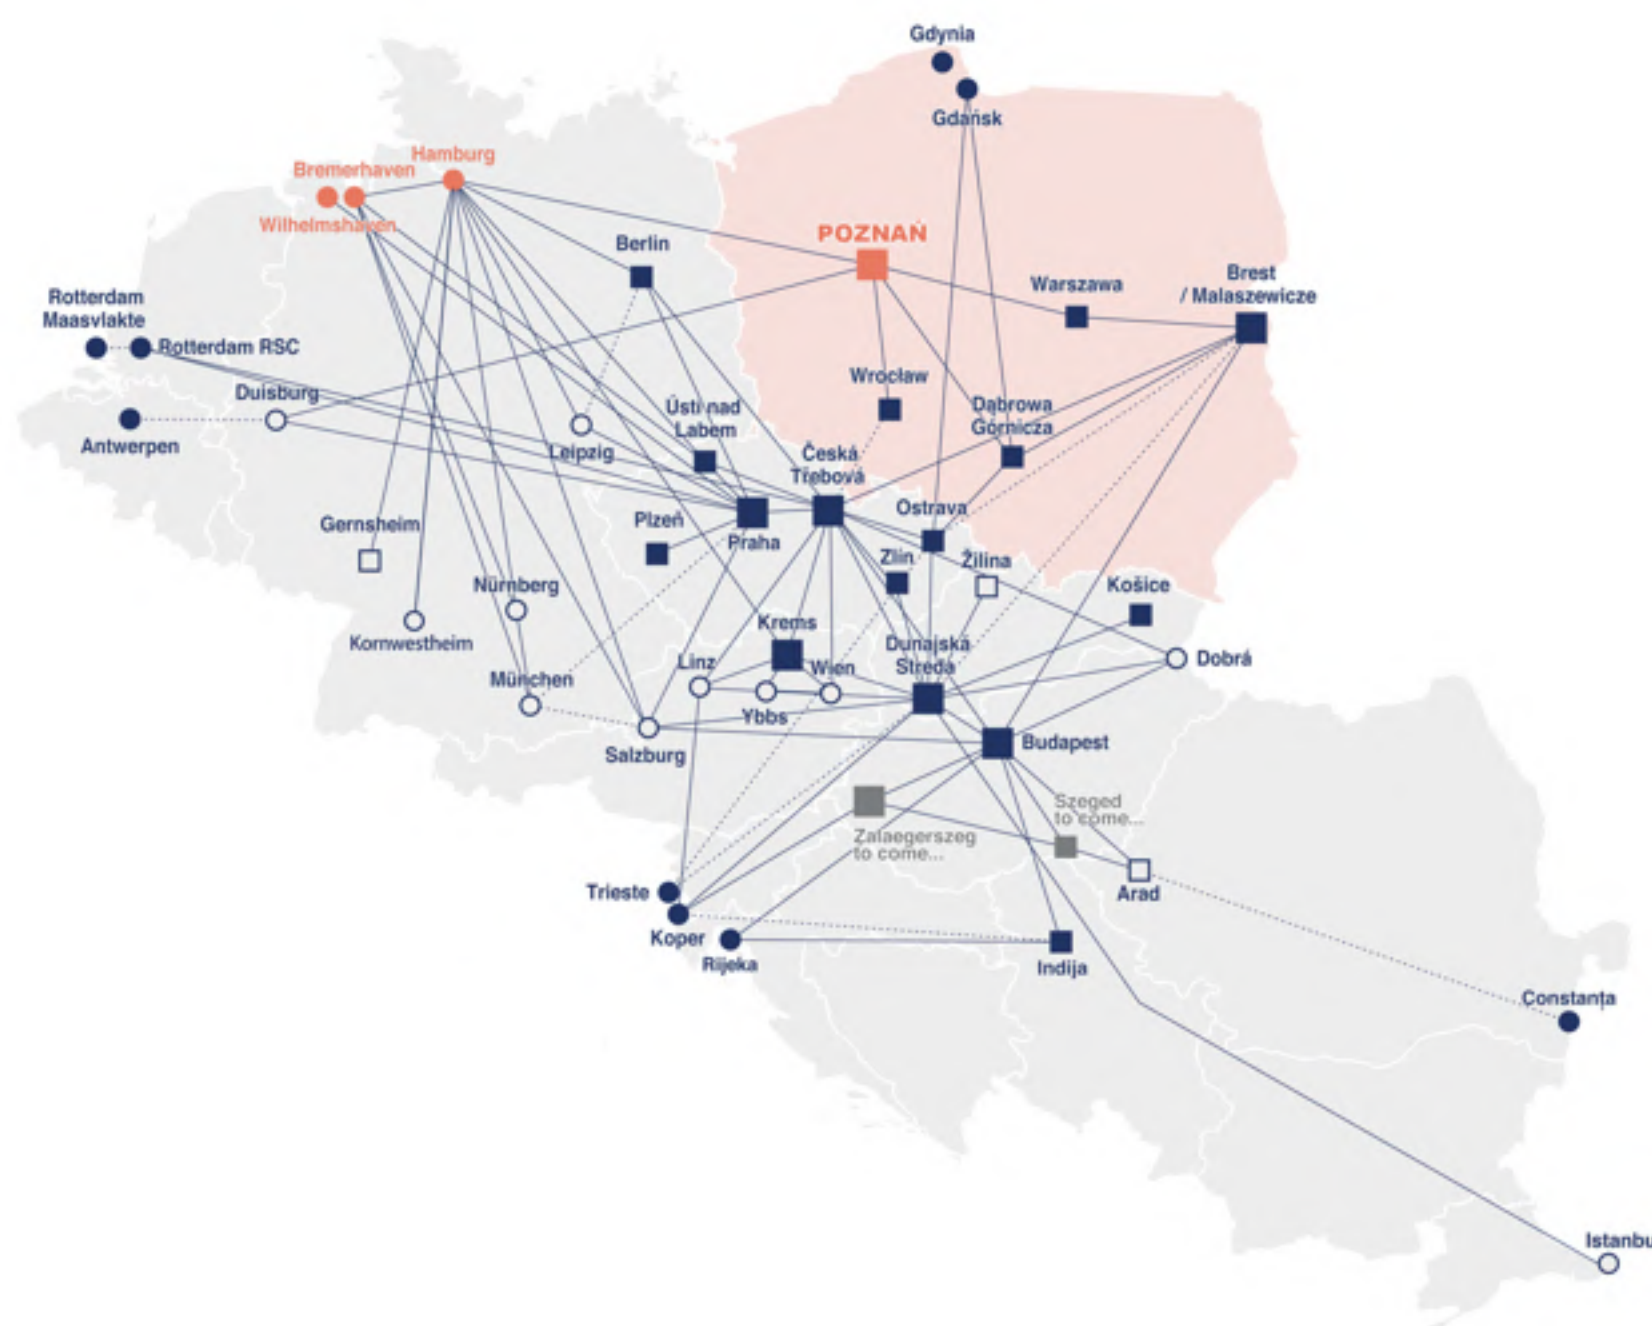 Gdynia
Gdańsk
Hamburg
Bremerhaven
Wilhelmshaven
POZNAŃ
Berlin
Warszawa
Brest
/ Malaszewicze
Rotterdam
Maasvlakte
Rotterdam RSC
Duisburg
Antwerpen
Wrocław
Dąbrowa
Górnicza
Ústí nad
Labem
Leipzig
Česká
Třebová
Ostrava
Gernsheim
Plzeň
Praha
Zlín
Žilina
Košice
Nürnberg
Kornwestheim
Krems
Dunajská
Streda
Dobrá
Linz
Wien
München
Ybbs
Salzburg
Budapest
Szeged
to come...
Zalaegerszeg
to come...
Trieste
Arad
Koper
Rijeka
Indija
Constanța
Istanbu